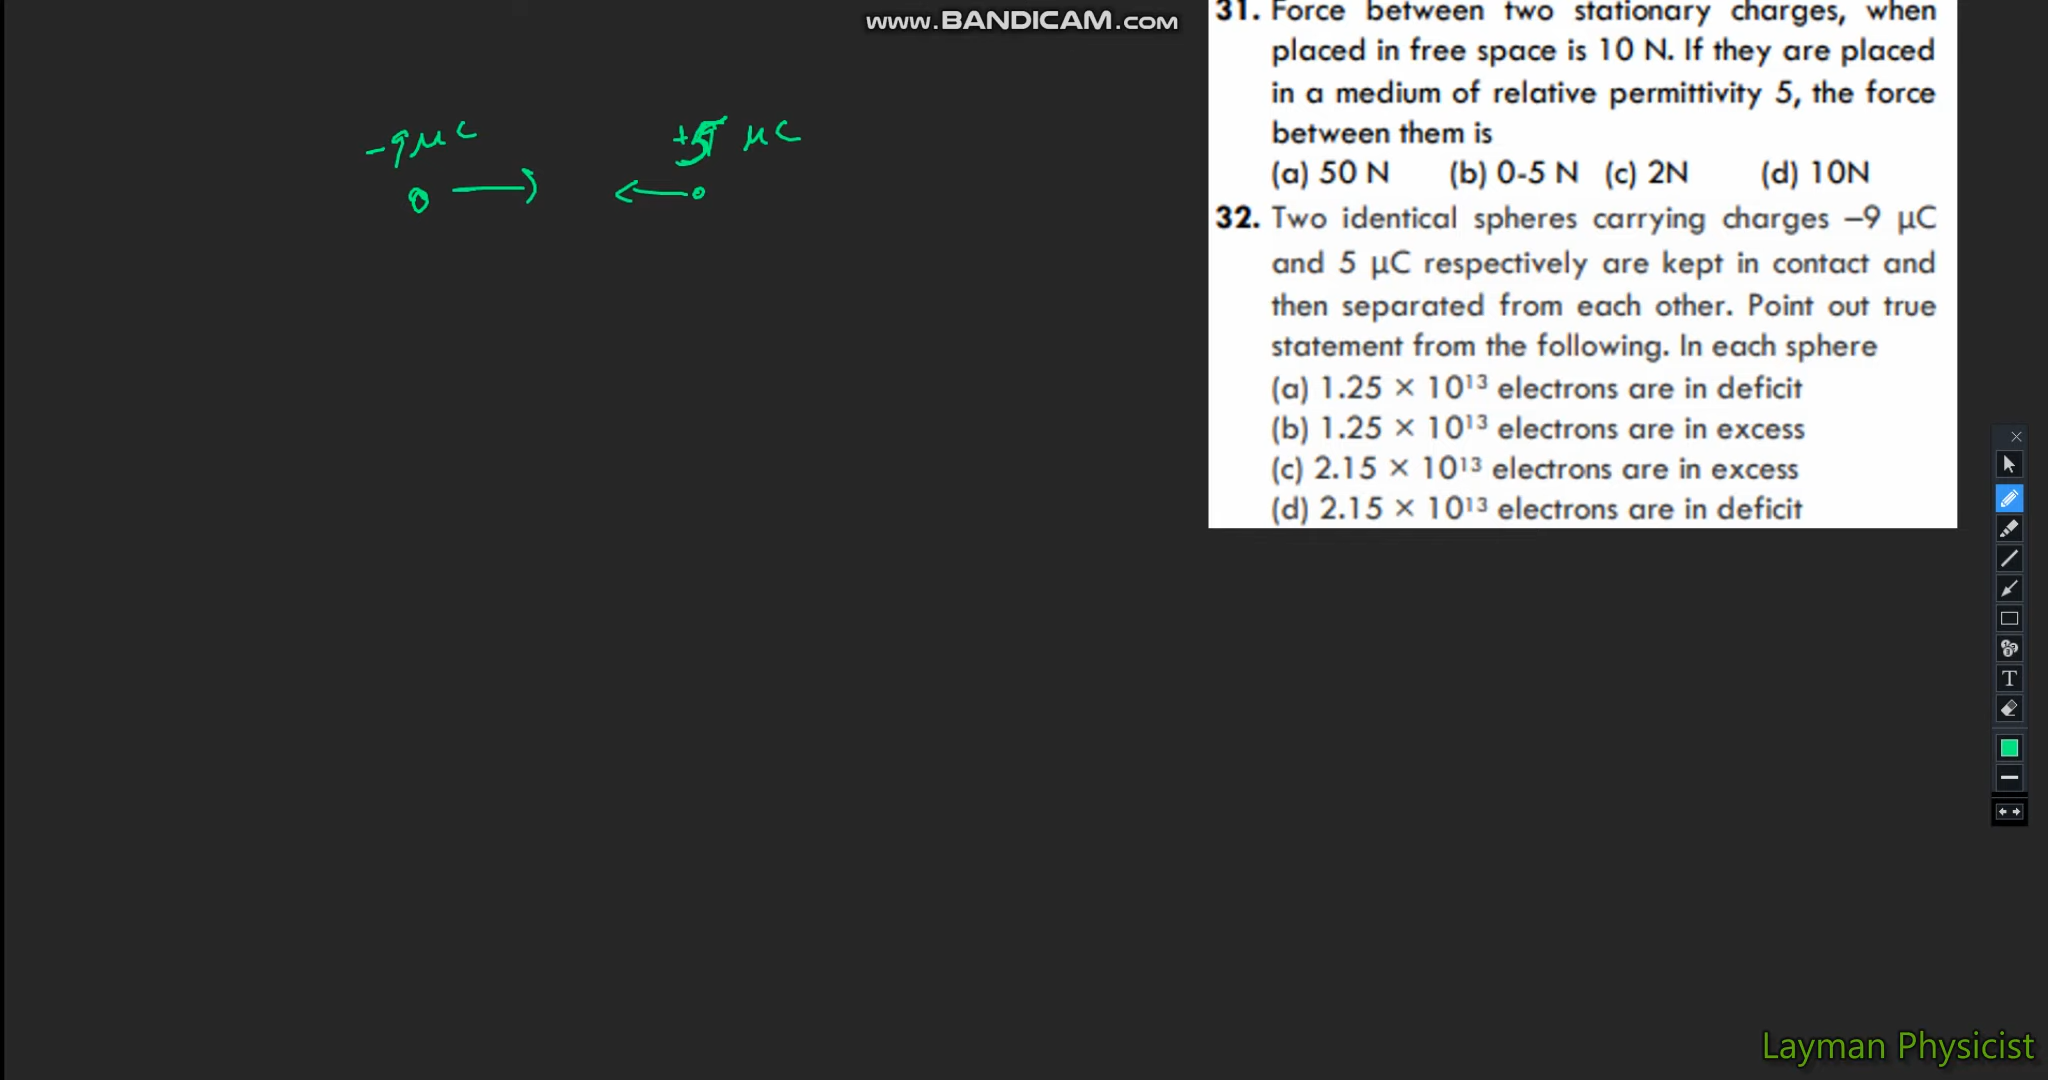 www.BANDICAM.com
-9μC
+5 μC
31. Force between two stationary charges, when
placed in free space is 10 N. If they are placed
in a medium of relative permittivity 5, the force
between them is
(a) 50 N (b) 0-5 N (c) 2N (d) 10N
32. Two identical spheres carrying charges –9 μC
and 5 μC respectively are kept in contact and
then separated from each other. Point out true
statement from the following. In each sphere
(a) 1.25 × 10¹³ electrons are in deficit
(b) 1.25 × 10¹³ electrons are in excess
(c) 2.15 × 10¹³ electrons are in excess
(d) 2.15 × 10¹³ electrons are in deficit
T
Layman Physicist